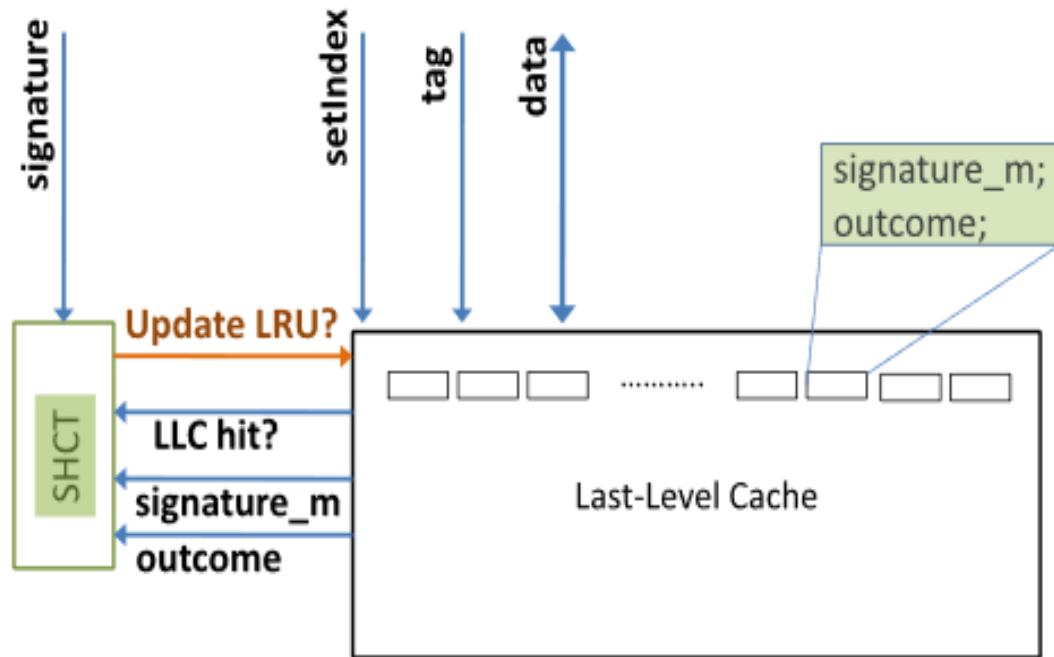 signature
setIndex
tag
data
signature_m;
outcome;
Update LRU?
SHCT
LLC hit?
signature_m
outcome
Last-Level Cache